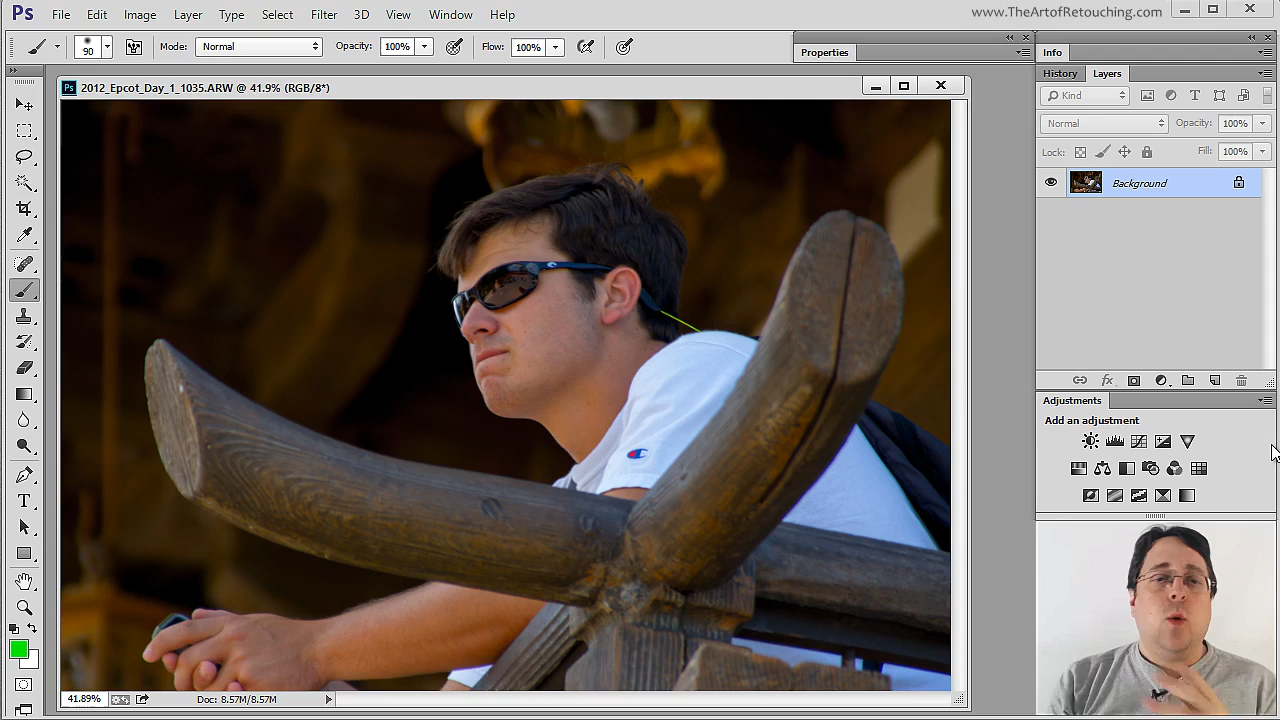 Ps File Edit Image Layer Type Select Filter 3D View Window Help www.TheArtofRetouching.com
90 Mode: Normal Opacity: 100% Flow: 100%
Properties Info
History Layers
Ps 2012_Epcot_Day_1_1035.ARW @ 41.9% (RGB/8*)
Kind T
Normal Opacity: 100%
Lock: Fill: 100%
Background
fx
Adjustments
Add an adjustment
T
41.89% Doc: 8.57M/8.57M